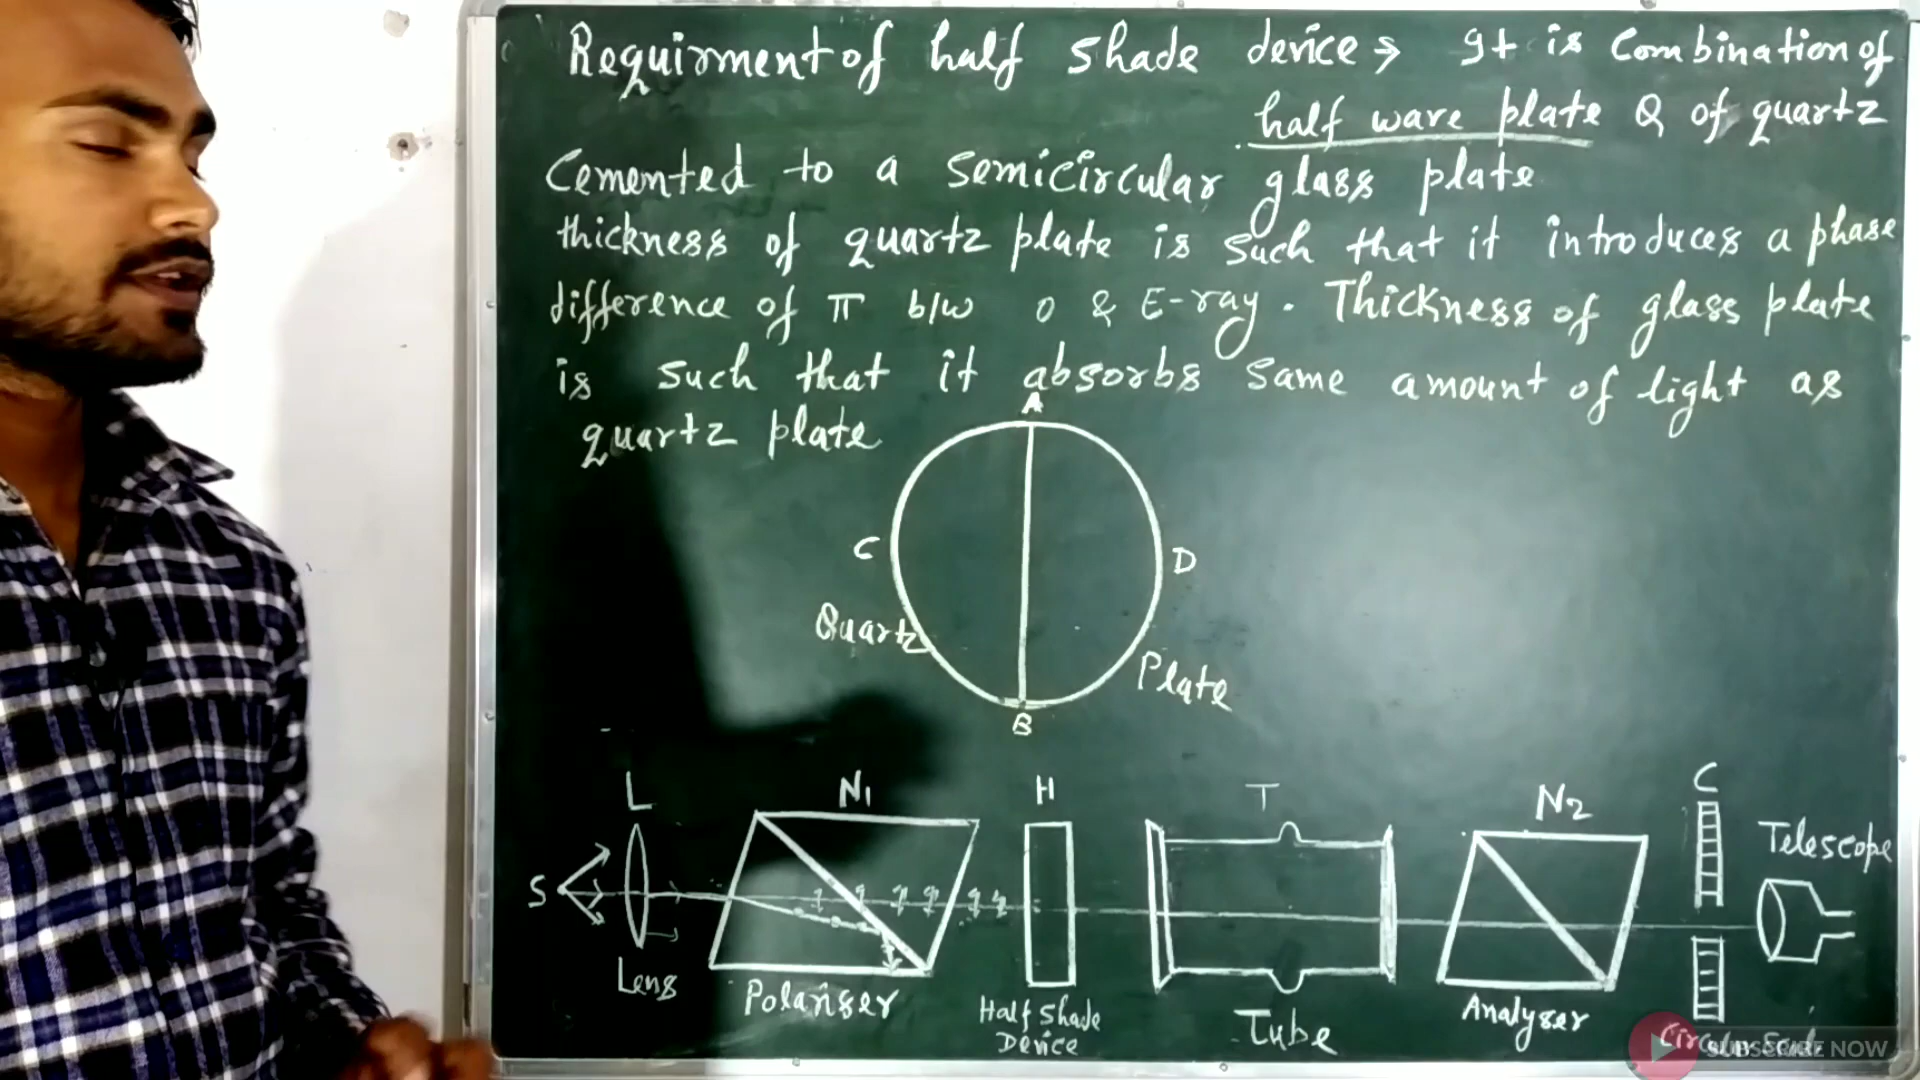 Requirment of half shade device → It is Combination of
half wave plate Q of quartz
Cemented to a semicircular glass plate
thickness of quartz plate is such that it introduces a phase
difference of π b/w o & E-ray. Thickness of glass plate
is such that it absorbs same amount of light as
quartz plate
A
C
D
Quartz
Plate
B
L
N1
H
T
N2
C
S
Telescope
Lens
Polariser
Half Shade
Device
Tube
Analyser
SUBSCRIBE NOW